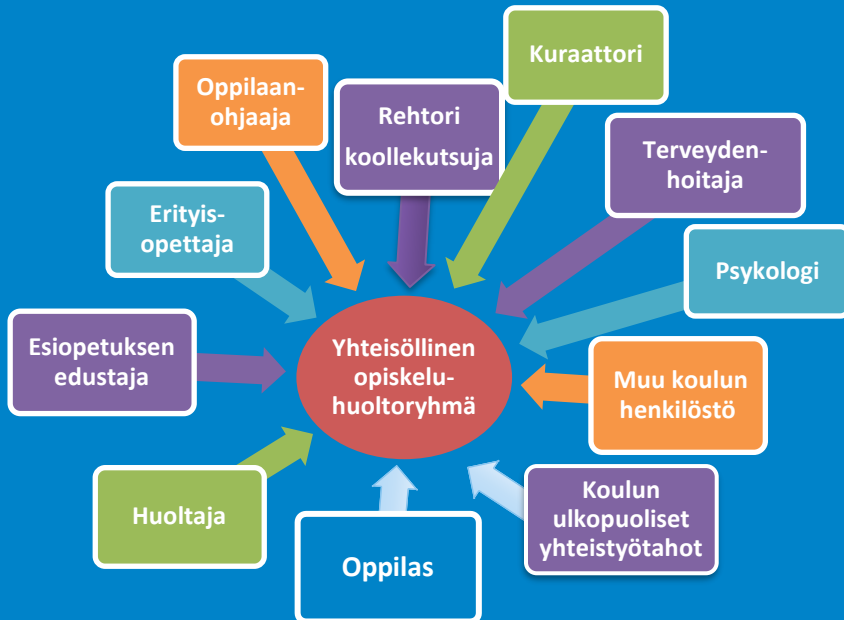 Kuraattori
Oppilaan-
ohjaaja
Rehtori
koollekutsuja
Terveyden-
hoitaja
Erityis-
opettaja
Psykologi
Esiopetuksen
edustaja
Yhteisöllinen
opiskelu-
huoltoryhmä
Muu koulun
henkilöstö
Huoltaja
Oppilas
Koulun
ulkopuoliset
yhteistyötahot